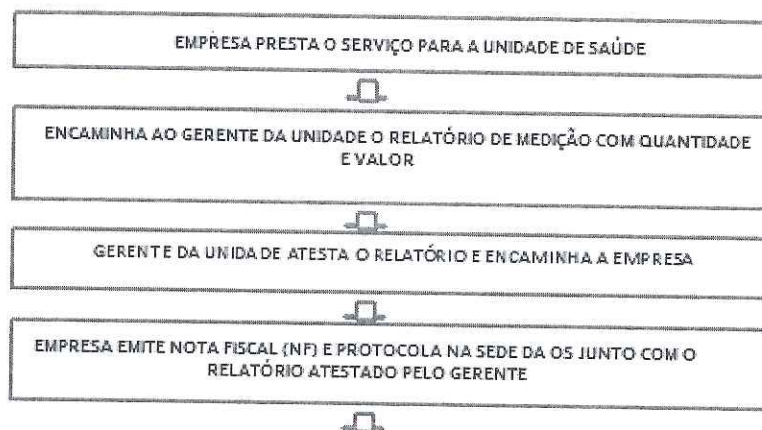 EMPRESA PRESTA O SERVIÇO PARA A UNIDADE DE SAÚDE
ENCAMINHA AO GERENTE DA UNIDADE O RELATÓRIO DE MEDIÇÃO COM QUANTIDADE
E VALOR
GERENTE DA UNIDADE ATESTA O RELATÓRIO E ENCAMINHA A EMPRESA
EMPRESA EMITE NOTA FISCAL (NF) E PROTOCOLA NA SEDE DA OS JUNTO COM O
RELATÓRIO ATESTADO PELO GERENTE